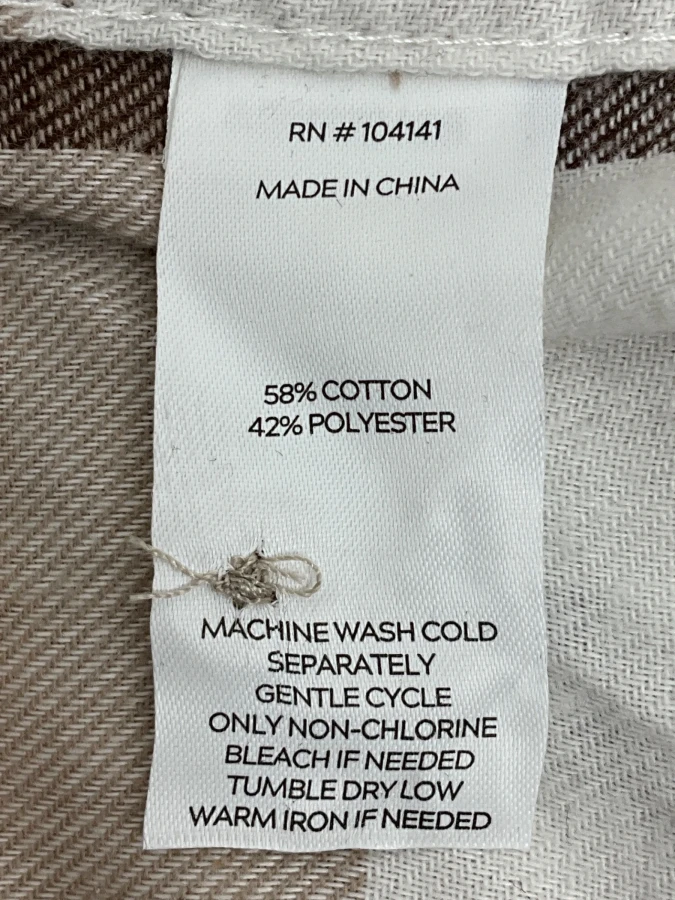 RN # 104141
MADE IN CHINA
58% COTTON
42% POLYESTER
MACHINE WASH COLD
SEPARATELY
GENTLE CYCLE
ONLY NON-CHLORINE
BLEACH IF NEEDED
TUMBLE DRY LOW
WARM IRON IF NEEDED